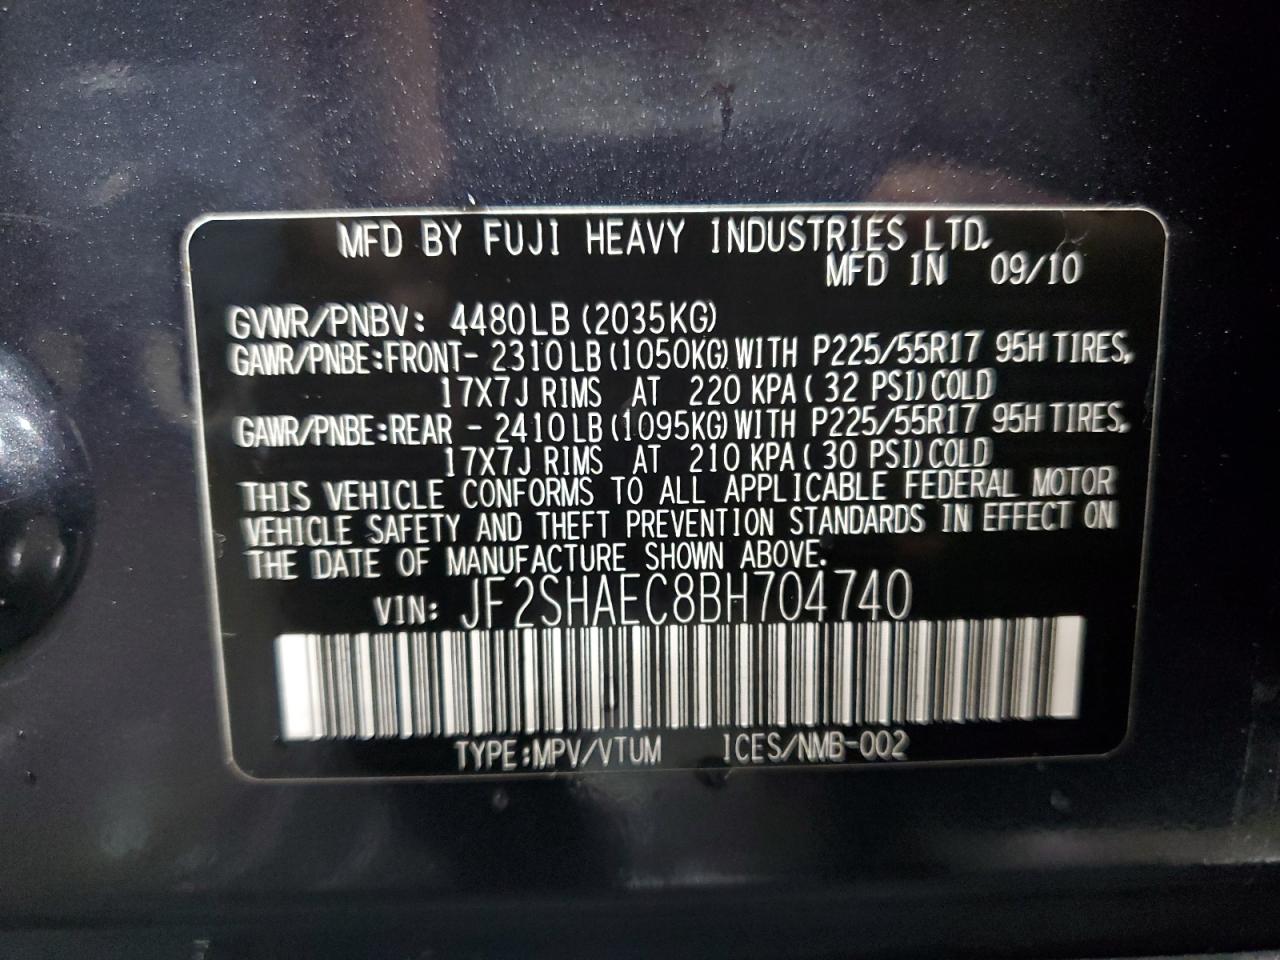 MFD BY FUJI HEAVY INDUSTRIES LTD.
MFD IN 09/10
GVWR/PNBV: 4480LB (2035KG)
GAWR/PNBE:FRONT- 2310LB (1050KG) WITH P225/55R17 95H TIRES,
17X7J RIMS AT 220 KPA ( 32 PSI) COLD
GAWR/PNBE:REAR - 2410LB (1095KG) WITH P225/55R17 95H TIRES,
17X7J RIMS AT 210 KPA ( 30 PSI) COLD
THIS VEHICLE CONFORMS TO ALL APPLICABLE FEDERAL MOTOR
VEHICLE SAFETY AND THEFT PREVENTION STANDARDS IN EFFECT ON
THE DATE OF MANUFACTURE SHOWN ABOVE.
VIN: JF2SHAEC8BH704740
TYPE:MPV/VTUM ICES/NMB-002